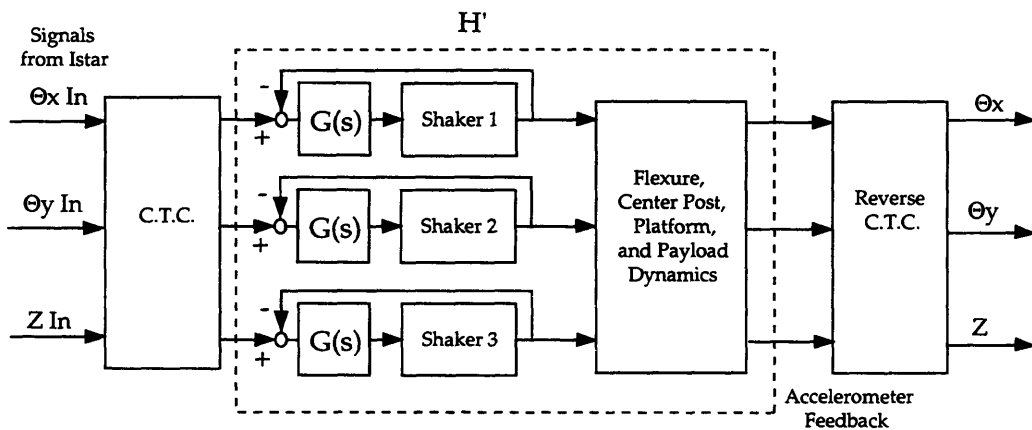 H'
Signals
from Istar
Θx In
Θy In
Z In
C.T.C.
-
+
G(s)
Shaker 1
-
+
G(s)
Shaker 2
-
+
G(s)
Shaker 3
Flexure,
Center Post,
Platform,
and Payload
Dynamics
Reverse
C.T.C.
Θx
Θy
Z
Accelerometer
Feedback